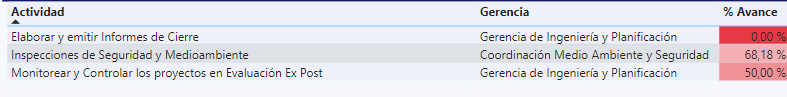 Actividad Gerencia % Avance
Elaborar y emitir Informes de Cierre Gerencia de Ingeniería y Planificación 0,00 %
Inspecciones de Seguridad y Medioambiente Coordinación Medio Ambiente y Seguridad 68,18 %
Monitorear y Controlar los proyectos en Evaluación Ex Post Gerencia de Ingeniería y Planificación 50,00 %